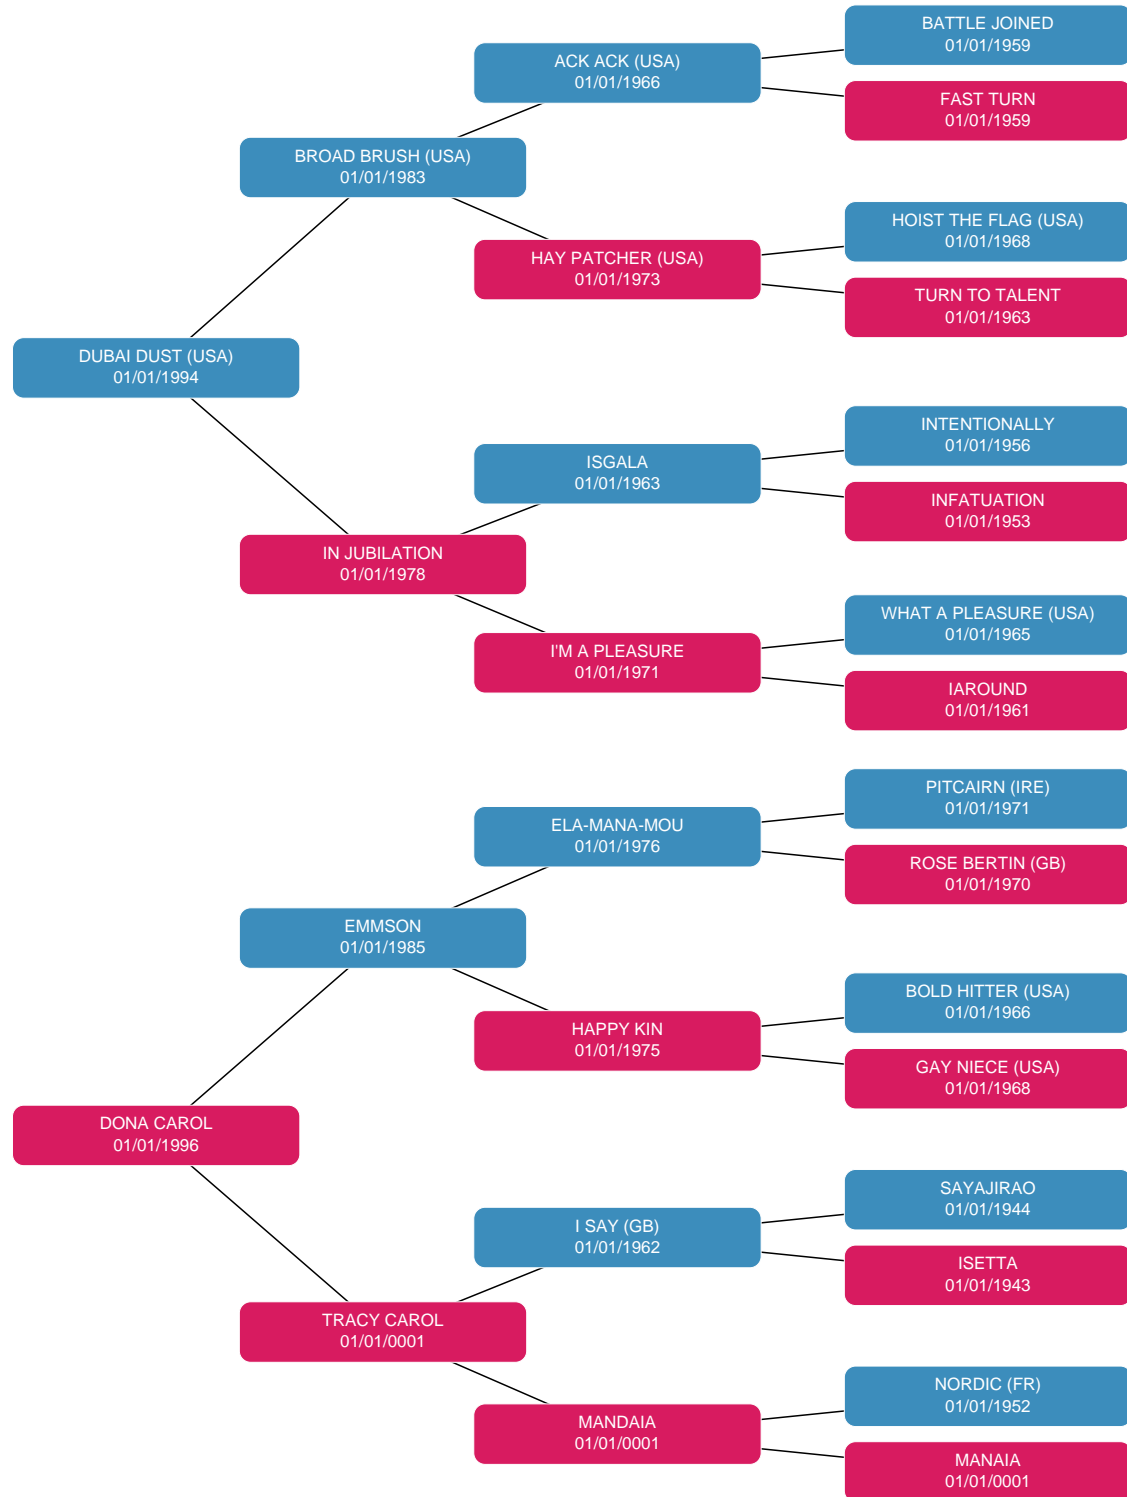 BATTLE JOINED
01/01/1959
ACK ACK (USA)
01/01/1966
FAST TURN
01/01/1959
BROAD BRUSH (USA)
01/01/1983
HOIST THE FLAG (USA)
01/01/1968
HAY PATCHER (USA)
01/01/1973
TURN TO TALENT
01/01/1963
DUBAI DUST (USA)
01/01/1994
INTENTIONALLY
01/01/1956
ISGALA
01/01/1963
INFATUATION
01/01/1953
IN JUBILATION
01/01/1978
WHAT A PLEASURE (USA)
01/01/1965
I'M A PLEASURE
01/01/1971
IAROUND
01/01/1961
PITCAIRN (IRE)
01/01/1971
ELA-MANA-MOU
01/01/1976
ROSE BERTIN (GB)
01/01/1970
EMMSON
01/01/1985
BOLD HITTER (USA)
01/01/1966
HAPPY KIN
01/01/1975
GAY NIECE (USA)
01/01/1968
DONA CAROL
01/01/1996
SAYAJIRAO
01/01/1944
I SAY (GB)
01/01/1962
ISETTA
01/01/1943
TRACY CAROL
01/01/0001
NORDIC (FR)
01/01/1952
MANDAIA
01/01/0001
MANAIA
01/01/0001